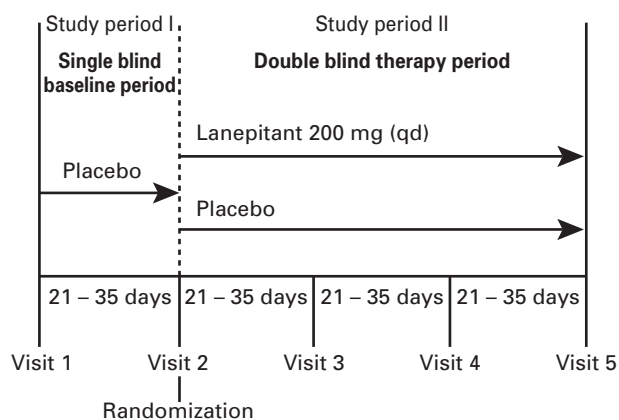 Study period I
Study period II
Single blind
baseline period
Double blind therapy period
Lanepitant 200 mg (qd)
Placebo
Placebo
21 – 35 days
21 – 35 days
21 – 35 days
21 – 35 days
Visit 1
Visit 2
Visit 3
Visit 4
Visit 5
Randomization